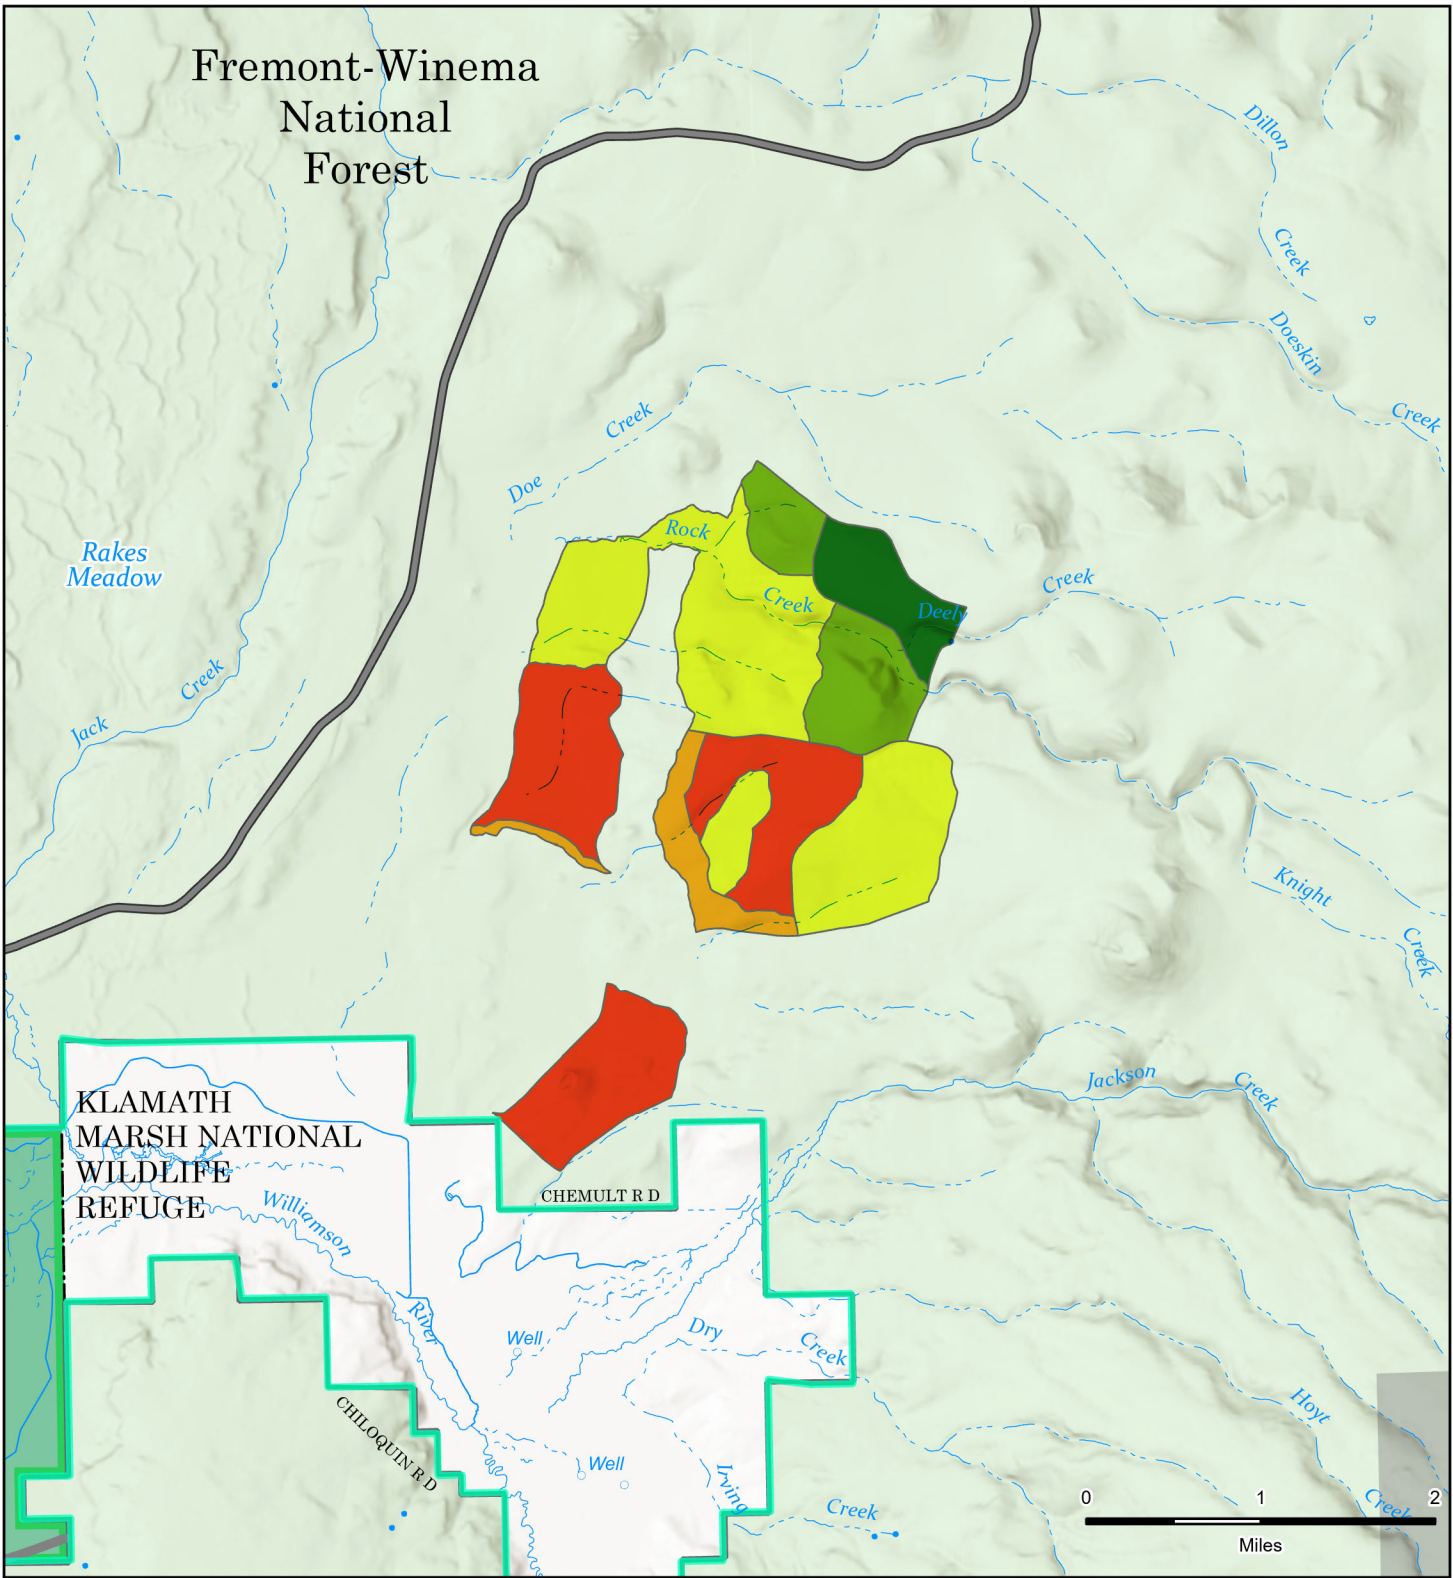 Fremont-Winema
National
Forest
Dillon
Creek
Doeskin
Creek
Creek
Doe
Rock
Rakes
Meadow
Creek
Creek
Deely
Creek
Jack
Knight
Creek
KLAMATH
MARSH NATIONAL
WILDLIFE
REFUGE
Jackson
Creek
CHEMULT R D
Williamson
River
Well
Dry
Creek
CHILOQUIN R D
Hoyt
Well
Irving
Creek
Creek
0 1 2
Miles